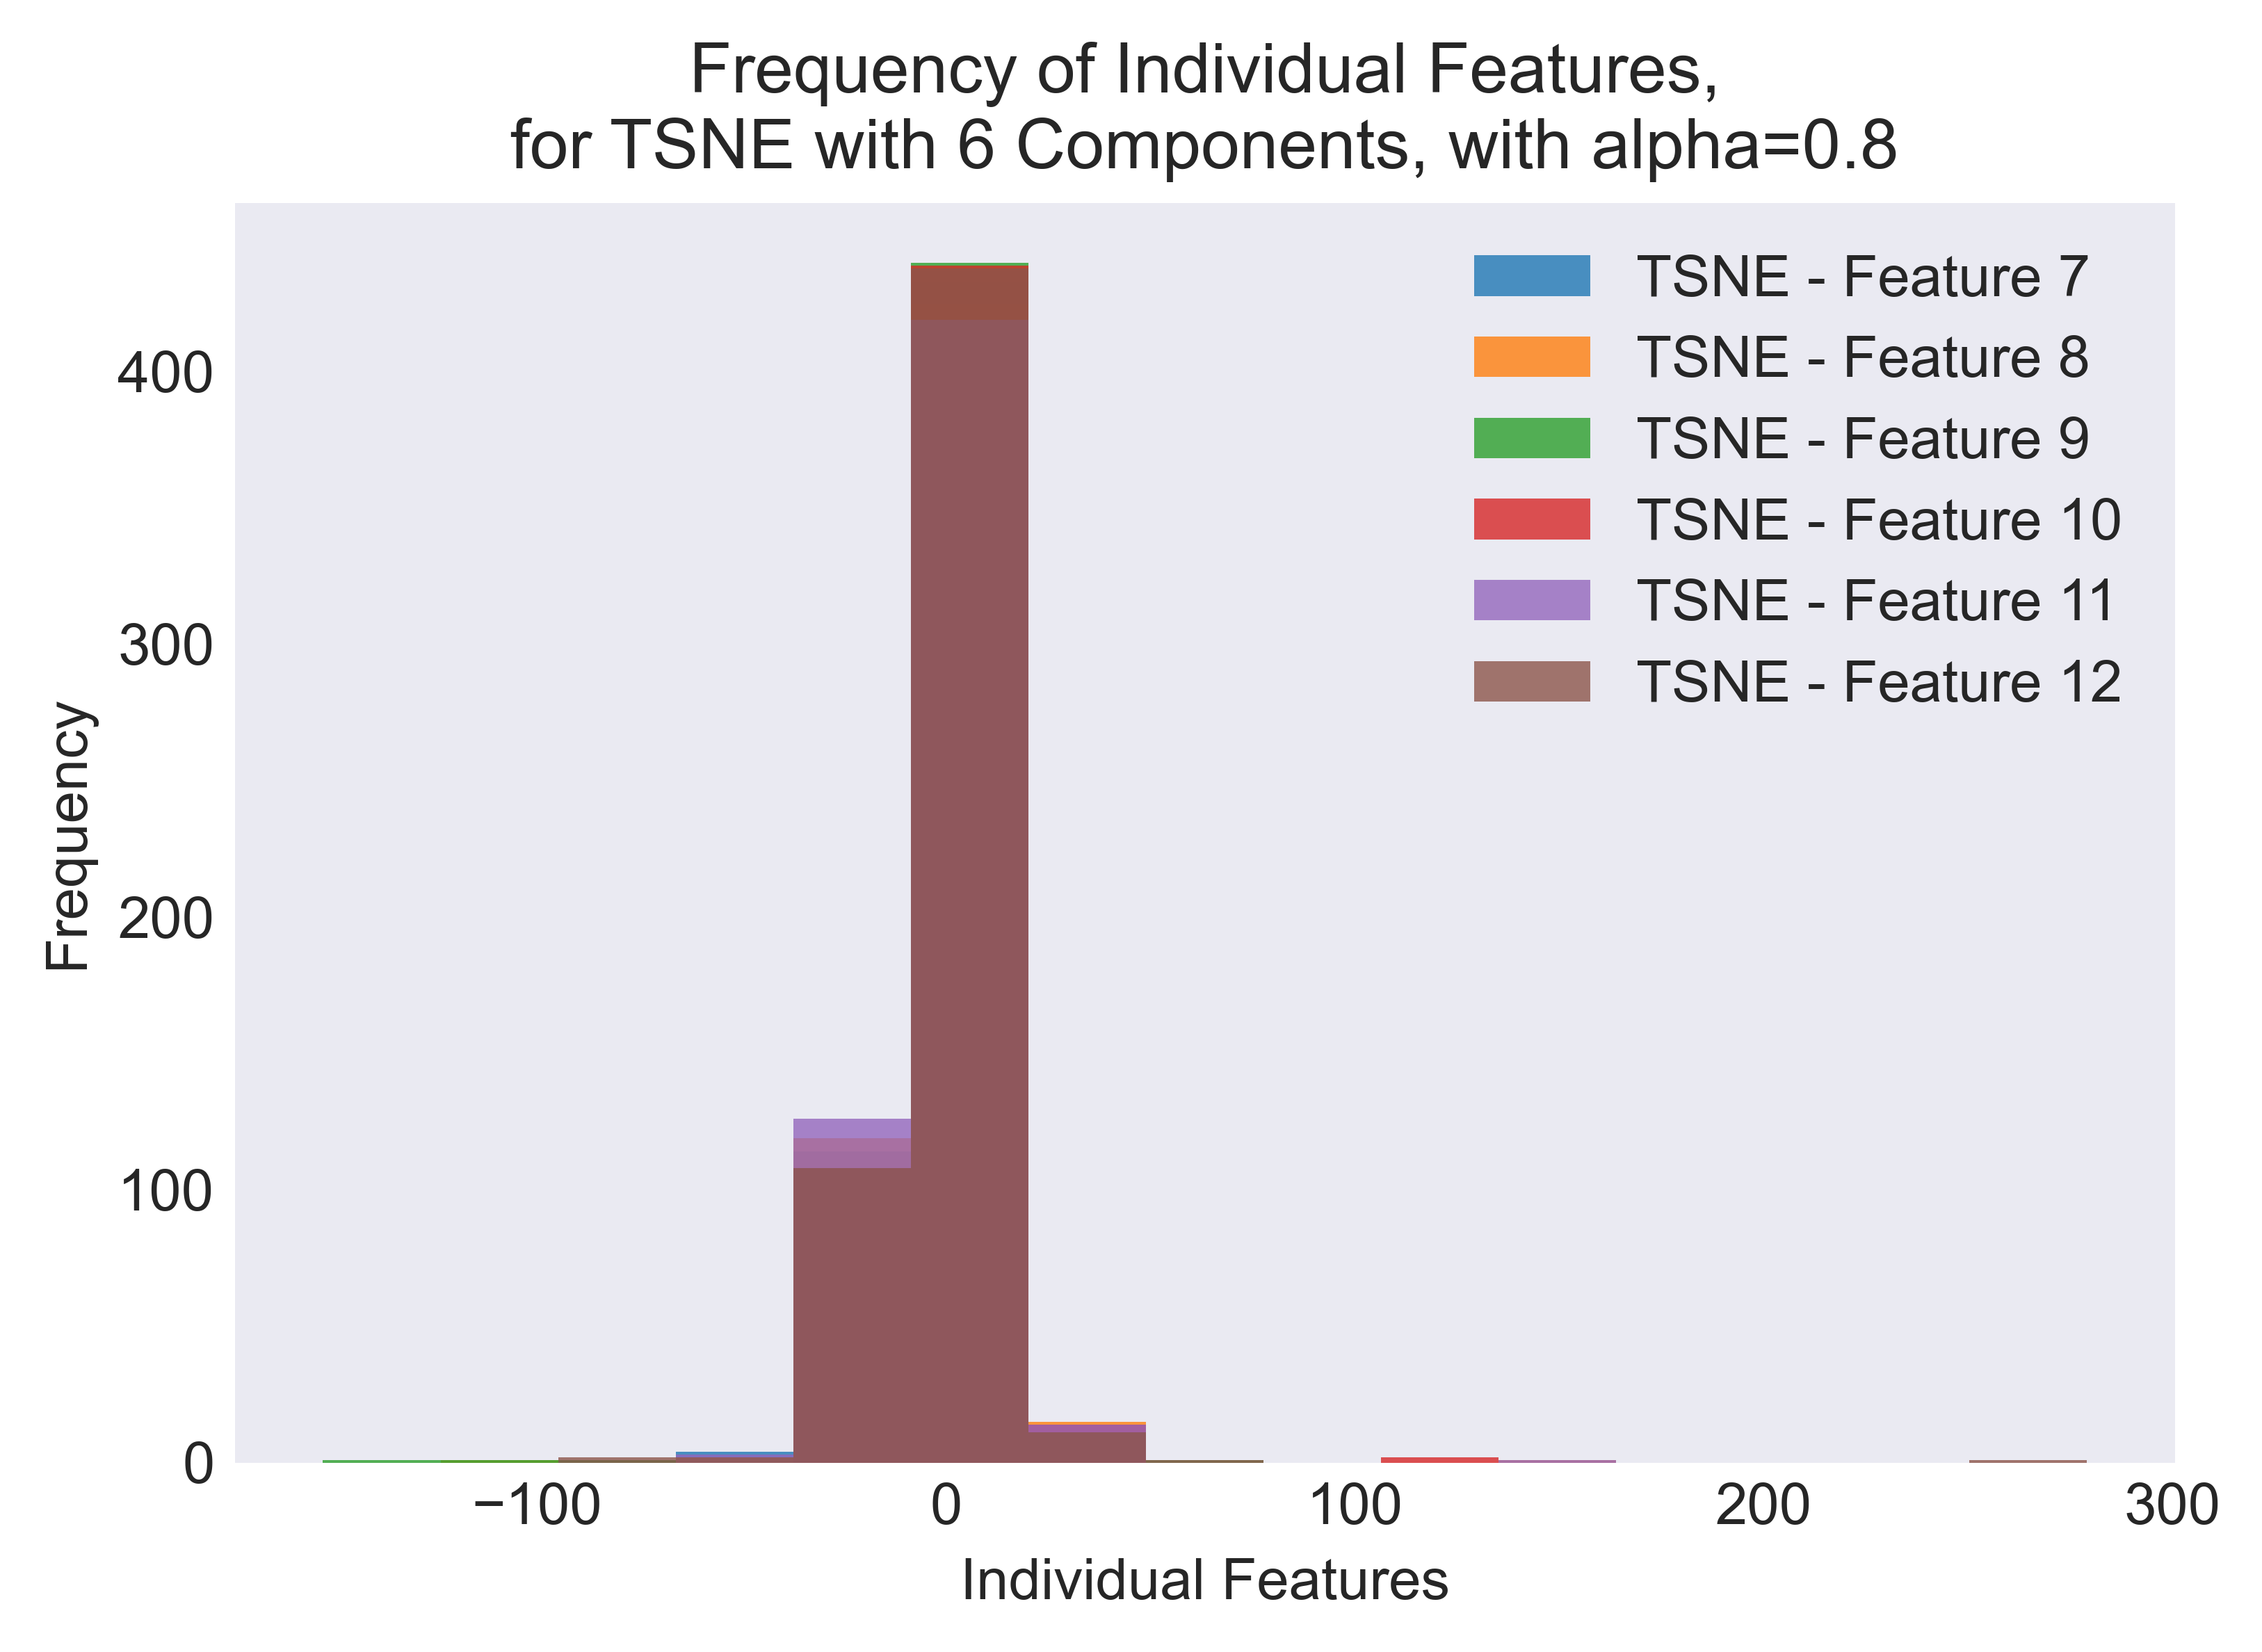 Frequency of Individual Features,
for TSNE with 6 Components, with alpha=0.8
TSNE - Feature 7
TSNE - Feature 8
TSNE - Feature 9
TSNE - Feature 10
TSNE - Feature 11
TSNE - Feature 12
Frequency
400
300
200
100
0
−100
0
100
200
300
Individual Features